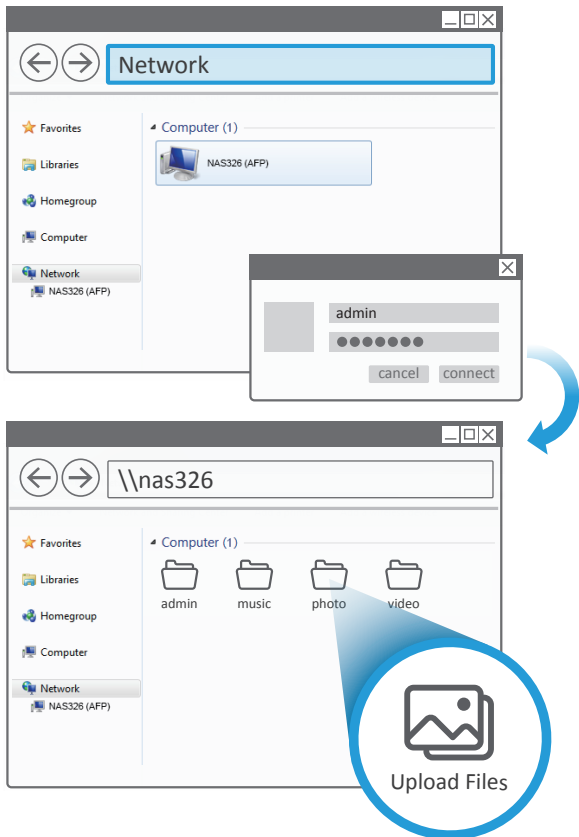 Network
Favorites
Libraries
Homegroup
Computer
Network
NAS326 (AFP)
Computer (1)
NAS326 (AFP)
admin
●●●●●●●
cancel connect
\\nas326
Favorites
Libraries
Homegroup
Computer
Network
NAS326 (AFP)
Computer (1)
admin music photo video
Upload Files